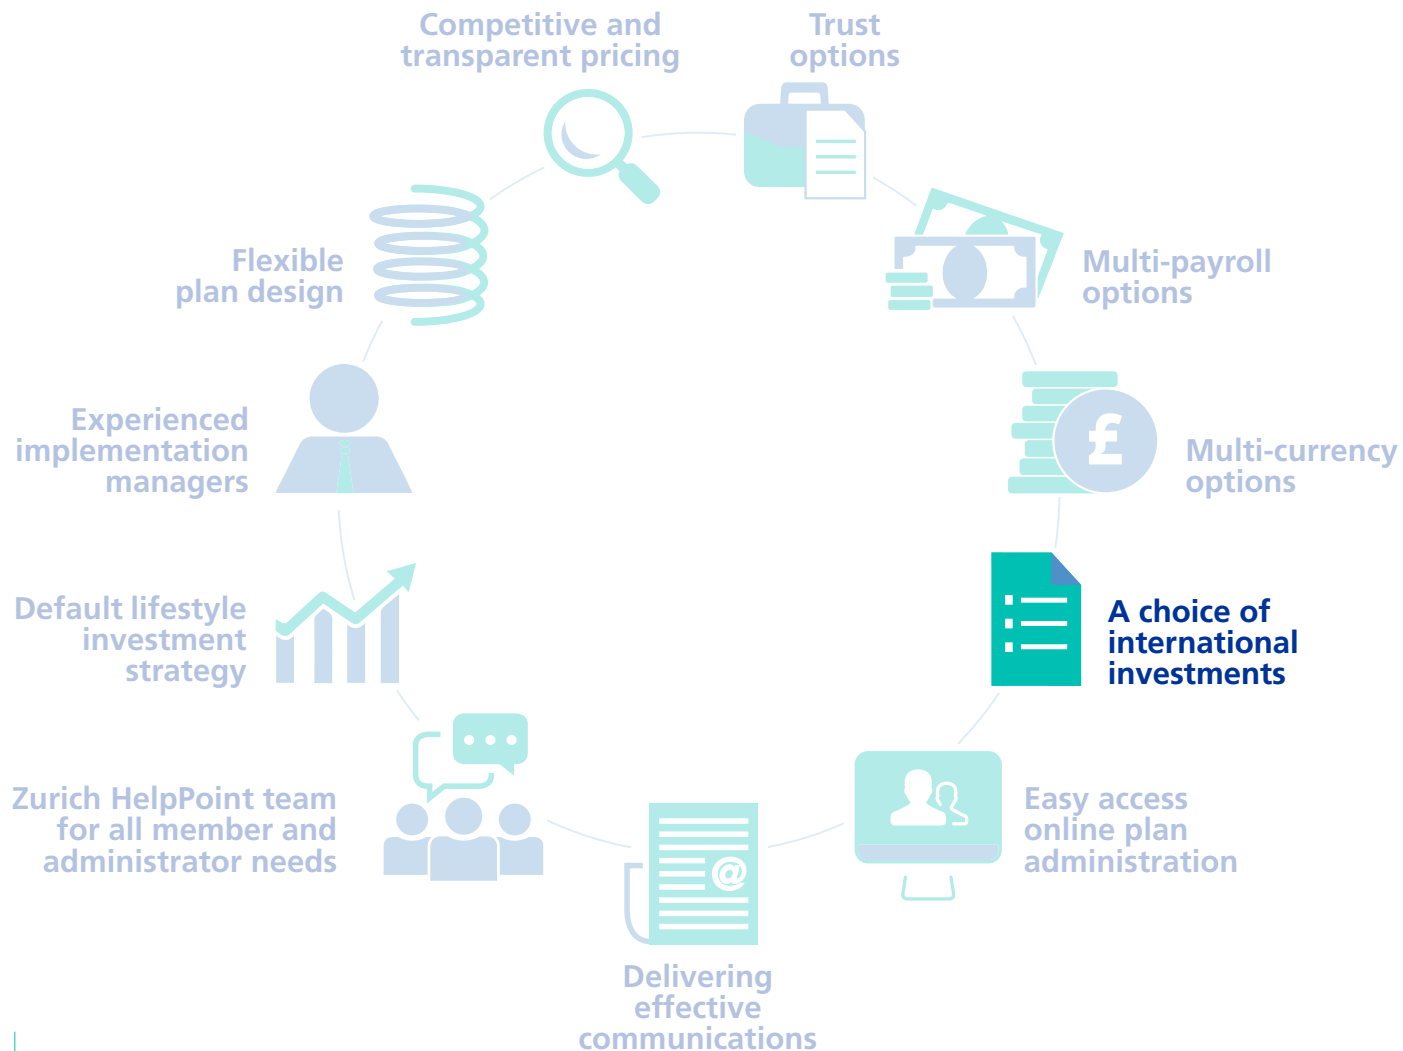 Competitive and
transparent pricing
Trust
options
Multi-payroll
options
Multi-currency
options
£
A choice of
international
investments
Easy access
online plan
administration
@
Delivering
effective
communications
Zurich HelpPoint team
for all member and
administrator needs
Default lifestyle
investment
strategy
Experienced
implementation
managers
Flexible
plan design